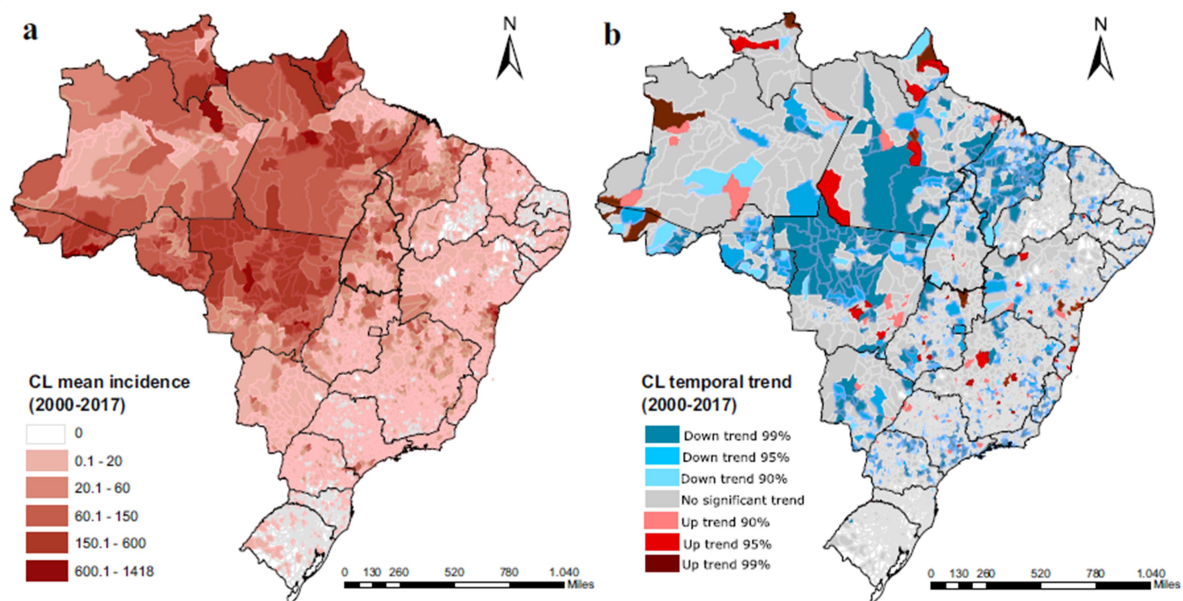 a
N
CL mean incidence
(2000-2017)
0
0.1 - 20
20.1 - 60
60.1 - 150
150.1 - 600
600.1 - 1418
0 130 260 520 780 1.040
Miles
b
N
CL temporal trend
(2000-2017)
Down trend 99%
Down trend 95%
Down trend 90%
No significant trend
Up trend 90%
Up trend 95%
Up trend 99%
0 130 260 520 780 1.040
Miles